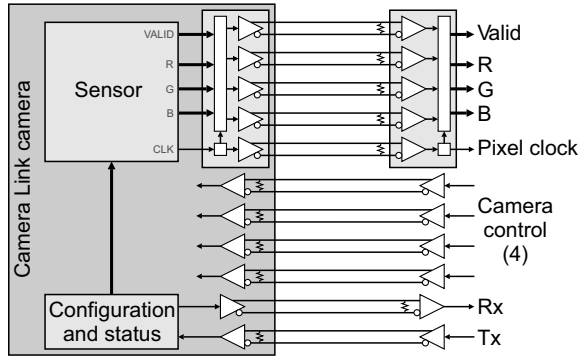 Camera Link camera
Sensor
VALID
R
G
B
CLK
Valid
R
G
B
Pixel clock
Camera
control
(4)
Configuration
and status
Rx
Tx